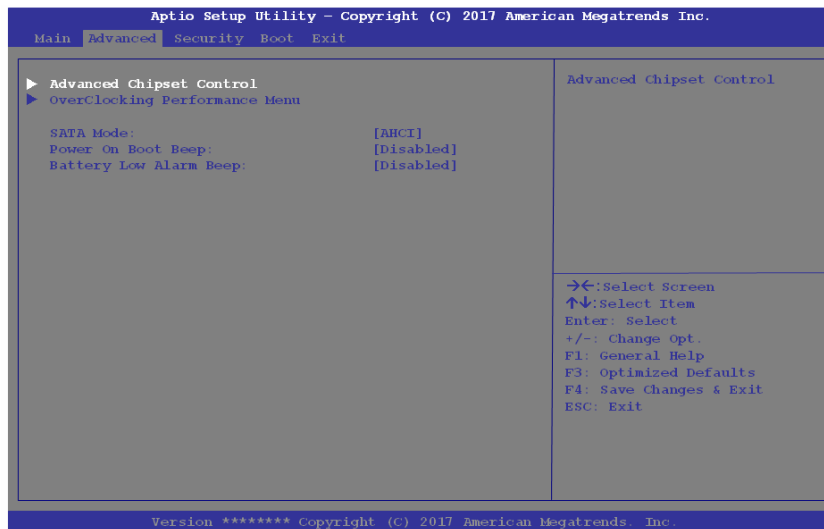 Aptio Setup Utility – Copyright (C) 2017 American Megatrends Inc.
Main Advanced Security Boot Exit
▶ Advanced Chipset Control
▶ OverClocking Performance Menu
SATA Mode: [AHCI]
Power On Boot Beep: [Disabled]
Battery Low Alarm Beep: [Disabled]
Advanced Chipset Control
→←:Select Screen
↑↓:Select Item
Enter: Select
+/-: Change Opt.
F1: General Help
F3: Optimized Defaults
F4: Save Changes & Exit
ESC: Exit
Version ******** Copyright (C) 2017 American Megatrends. Inc.